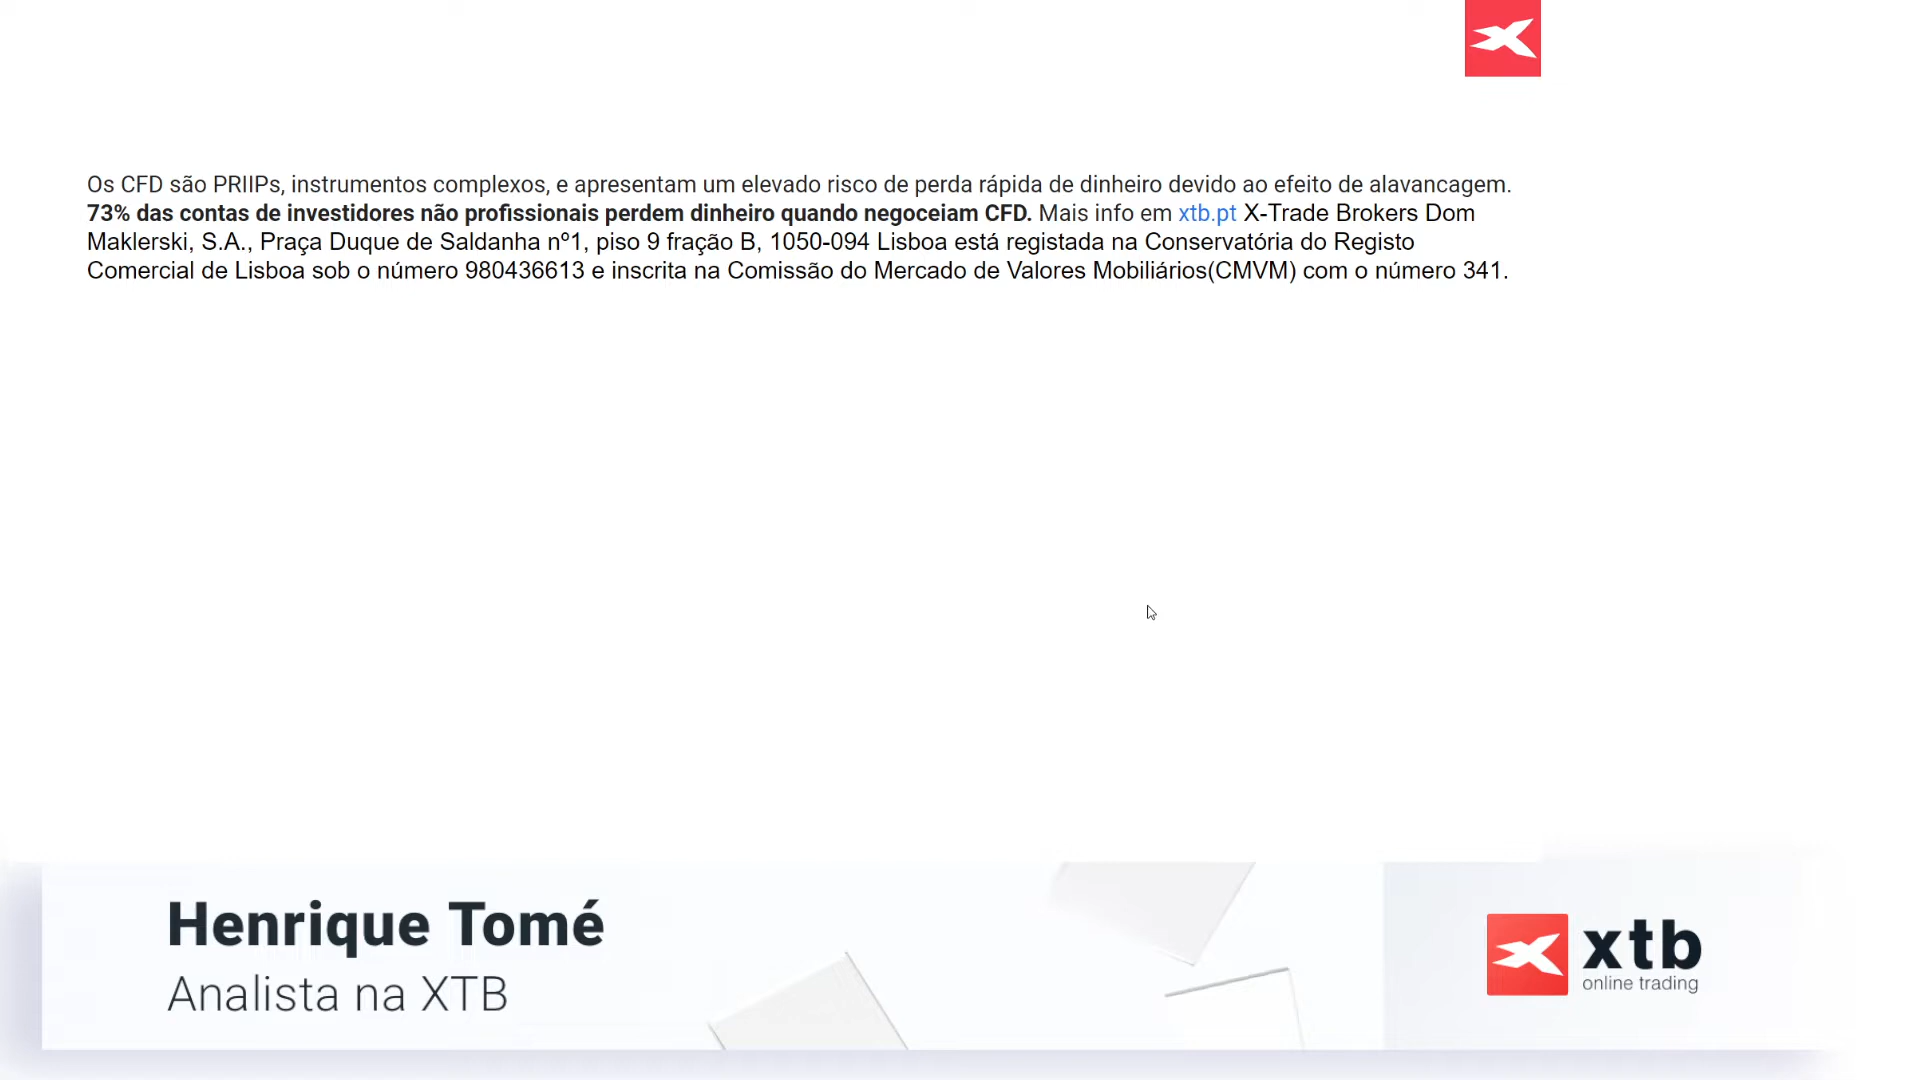 Os CFD são PRIIPs, instrumentos complexos, e apresentam um elevado risco de perda rápida de dinheiro devido ao efeito de alavancagem.
73% das contas de investidores não profissionais perdem dinheiro quando negoceiam CFD. Mais info em xtb.pt X-Trade Brokers Dom
Maklerski, S.A., Praça Duque de Saldanha nº1, piso 9 fração B, 1050-094 Lisboa está registada na Conservatória do Registo
Comercial de Lisboa sob o número 980436613 e inscrita na Comissão do Mercado de Valores Mobiliários(CMVM) com o número 341.
Henrique Tomé
Analista na XTB
xtb
online trading